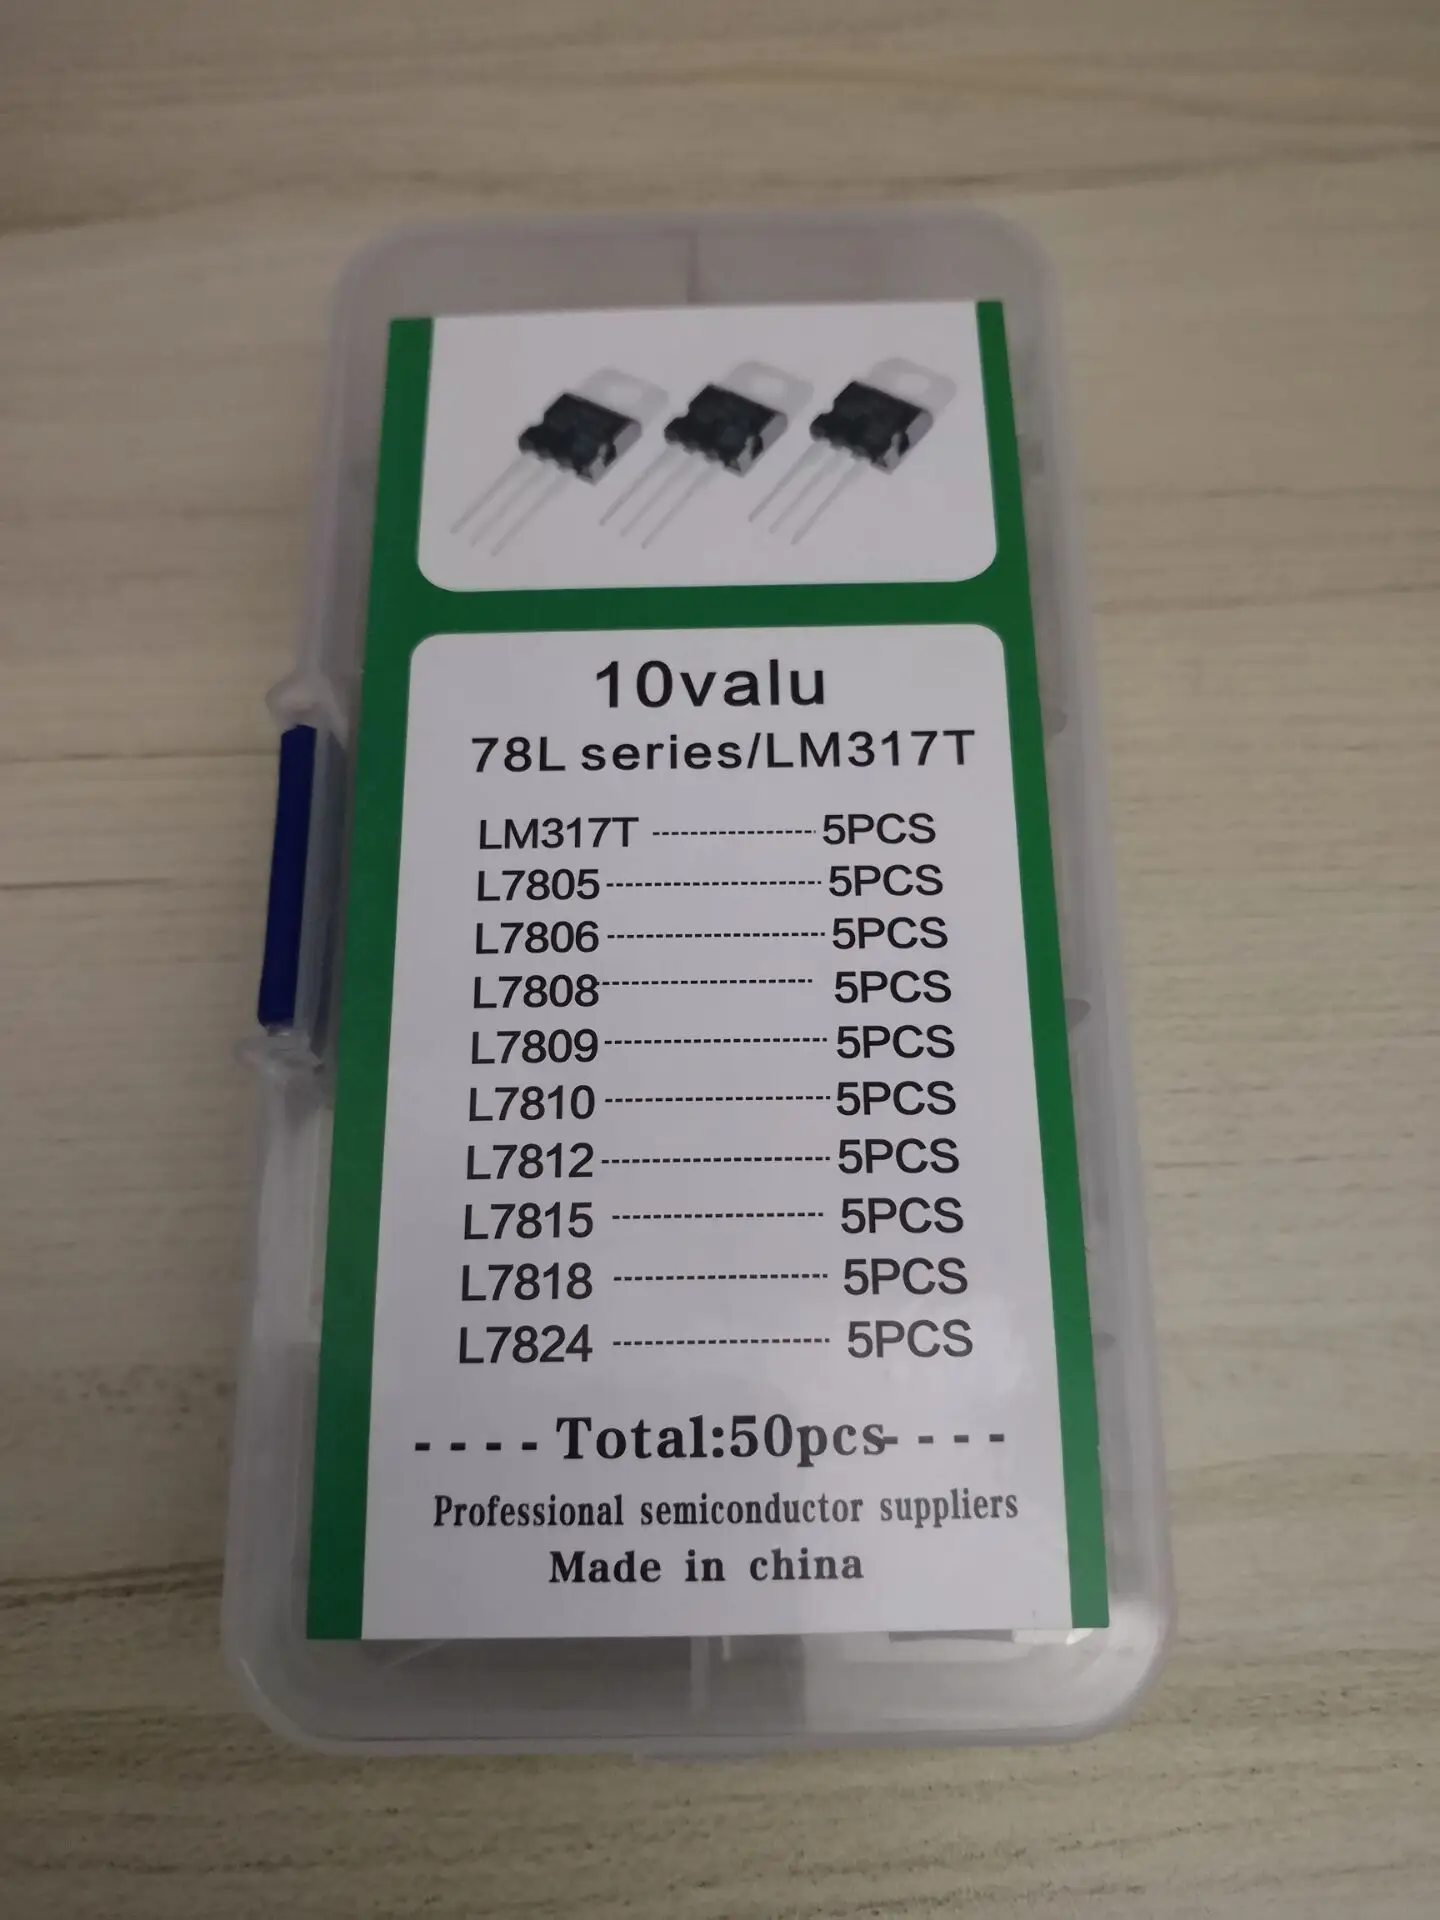 10valu
78L series/LM317T
LM317T ------------------ 5PCS
L7805 ----------------------- 5PCS
L7806 ----------------------- 5PCS
L7808 ----------------------- 5PCS
L7809 ----------------------- 5PCS
L7810 ----------------------- 5PCS
L7812 ----------------------- 5PCS
L7815 ----------------------- 5PCS
L7818 ----------------------- 5PCS
L7824 ----------------------- 5PCS
- - - - Total:50pcs- - - -
Professional semiconductor suppliers
Made in china